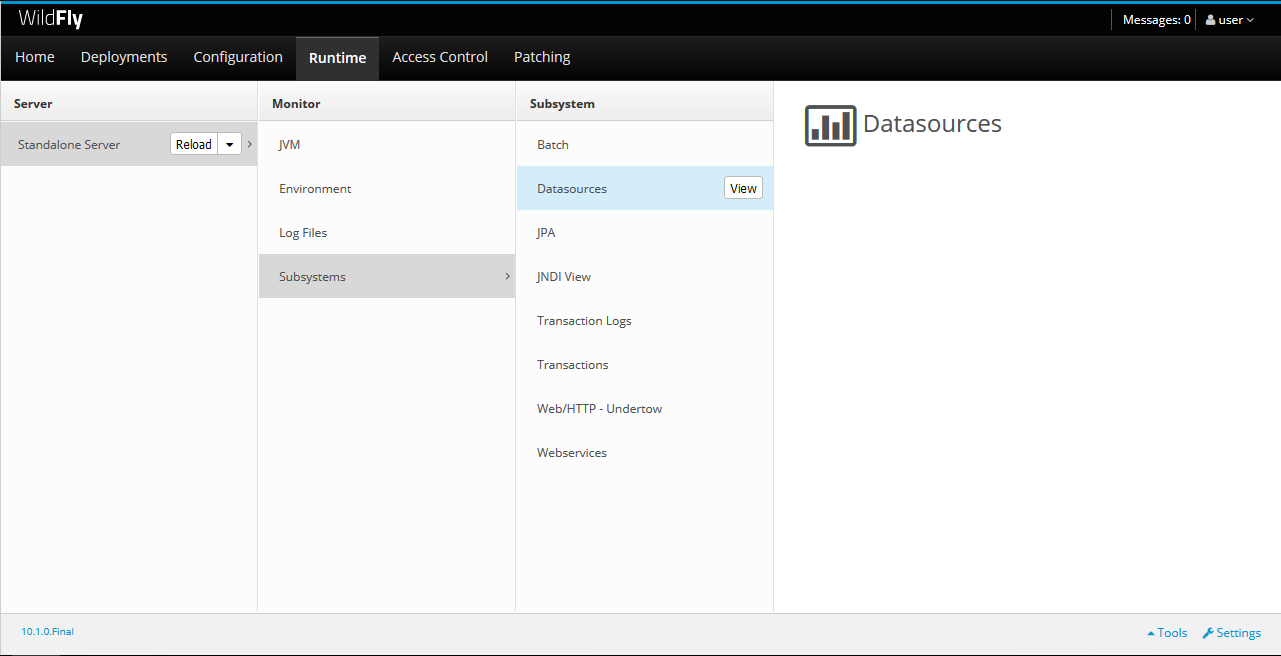 WildFly
Messages: 0 user
Home Deployments Configuration Runtime Access Control Patching
Server
Standalone Server Reload
Monitor
JVM
Environment
Log Files
Subsystems
Subsystem
Batch
Datasources View
JPA
JNDI View
Transaction Logs
Transactions
Web/HTTP - Undertow
Webservices
Datasources
10.1.0.Final
Tools Settings